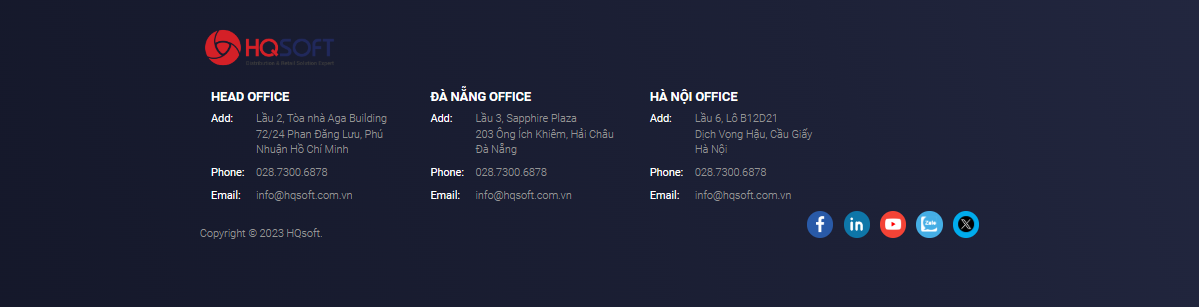 HQSOFT
Distribution & Retail Solution Expert
HEAD OFFICE
Add: Lầu 2, Tòa nhà Aga Building
72/24 Phan Đăng Lưu, Phú
Nhuận Hồ Chí Minh
Phone: 028.7300.6878
Email: info@hqsoft.com.vn
ĐÀ NẴNG OFFICE
Add: Lầu 3, Sapphire Plaza
203 Ông Ích Khiêm, Hải Châu
Đà Nẵng
Phone: 028.7300.6878
Email: info@hqsoft.com.vn
HÀ NỘI OFFICE
Add: Lầu 6, Lô B12D21
Dịch Vọng Hậu, Cầu Giấy
Hà Nội
Phone: 028.7300.6878
Email: info@hqsoft.com.vn
Zalo
Copyright © 2023 HQsoft.